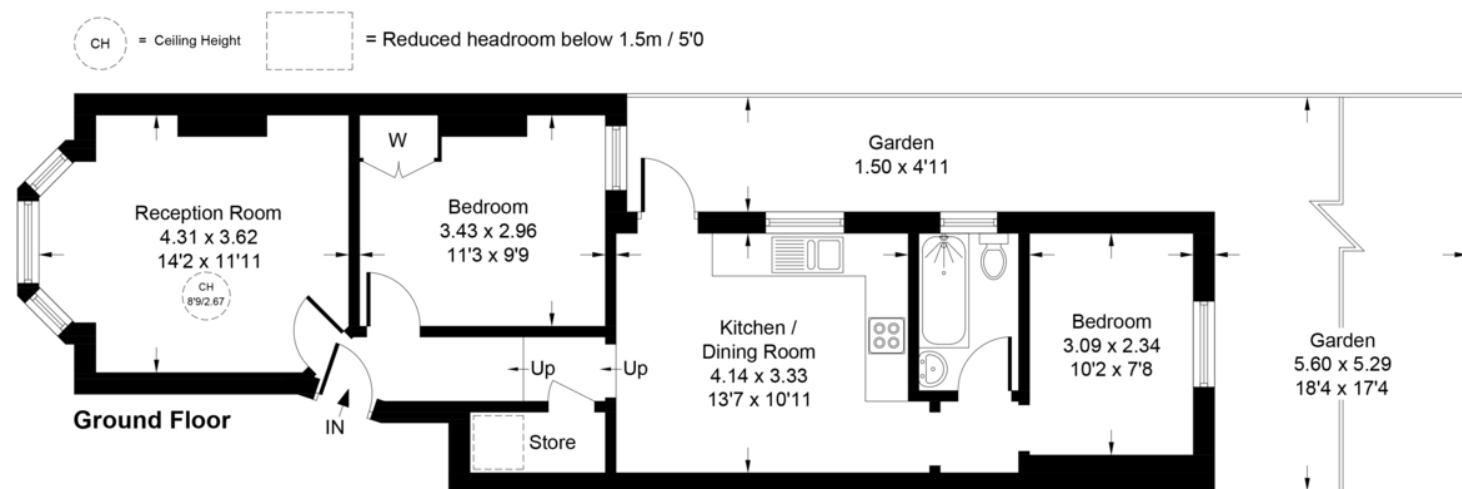 CH = Ceiling Height
= Reduced headroom below 1.5m / 5'0
Garden
1.50 x 4'11
W
Reception Room
4.31 x 3.62
14'2 x 11'11
CH
8'9/2.67
Bedroom
3.43 x 2.96
11'3 x 9'9
Kitchen /
Dining Room
4.14 x 3.33
13'7 x 10'11
Bedroom
3.09 x 2.34
10'2 x 7'8
Garden
5.60 x 5.29
18'4 x 17'4
Up
Up
Ground Floor
IN
Store